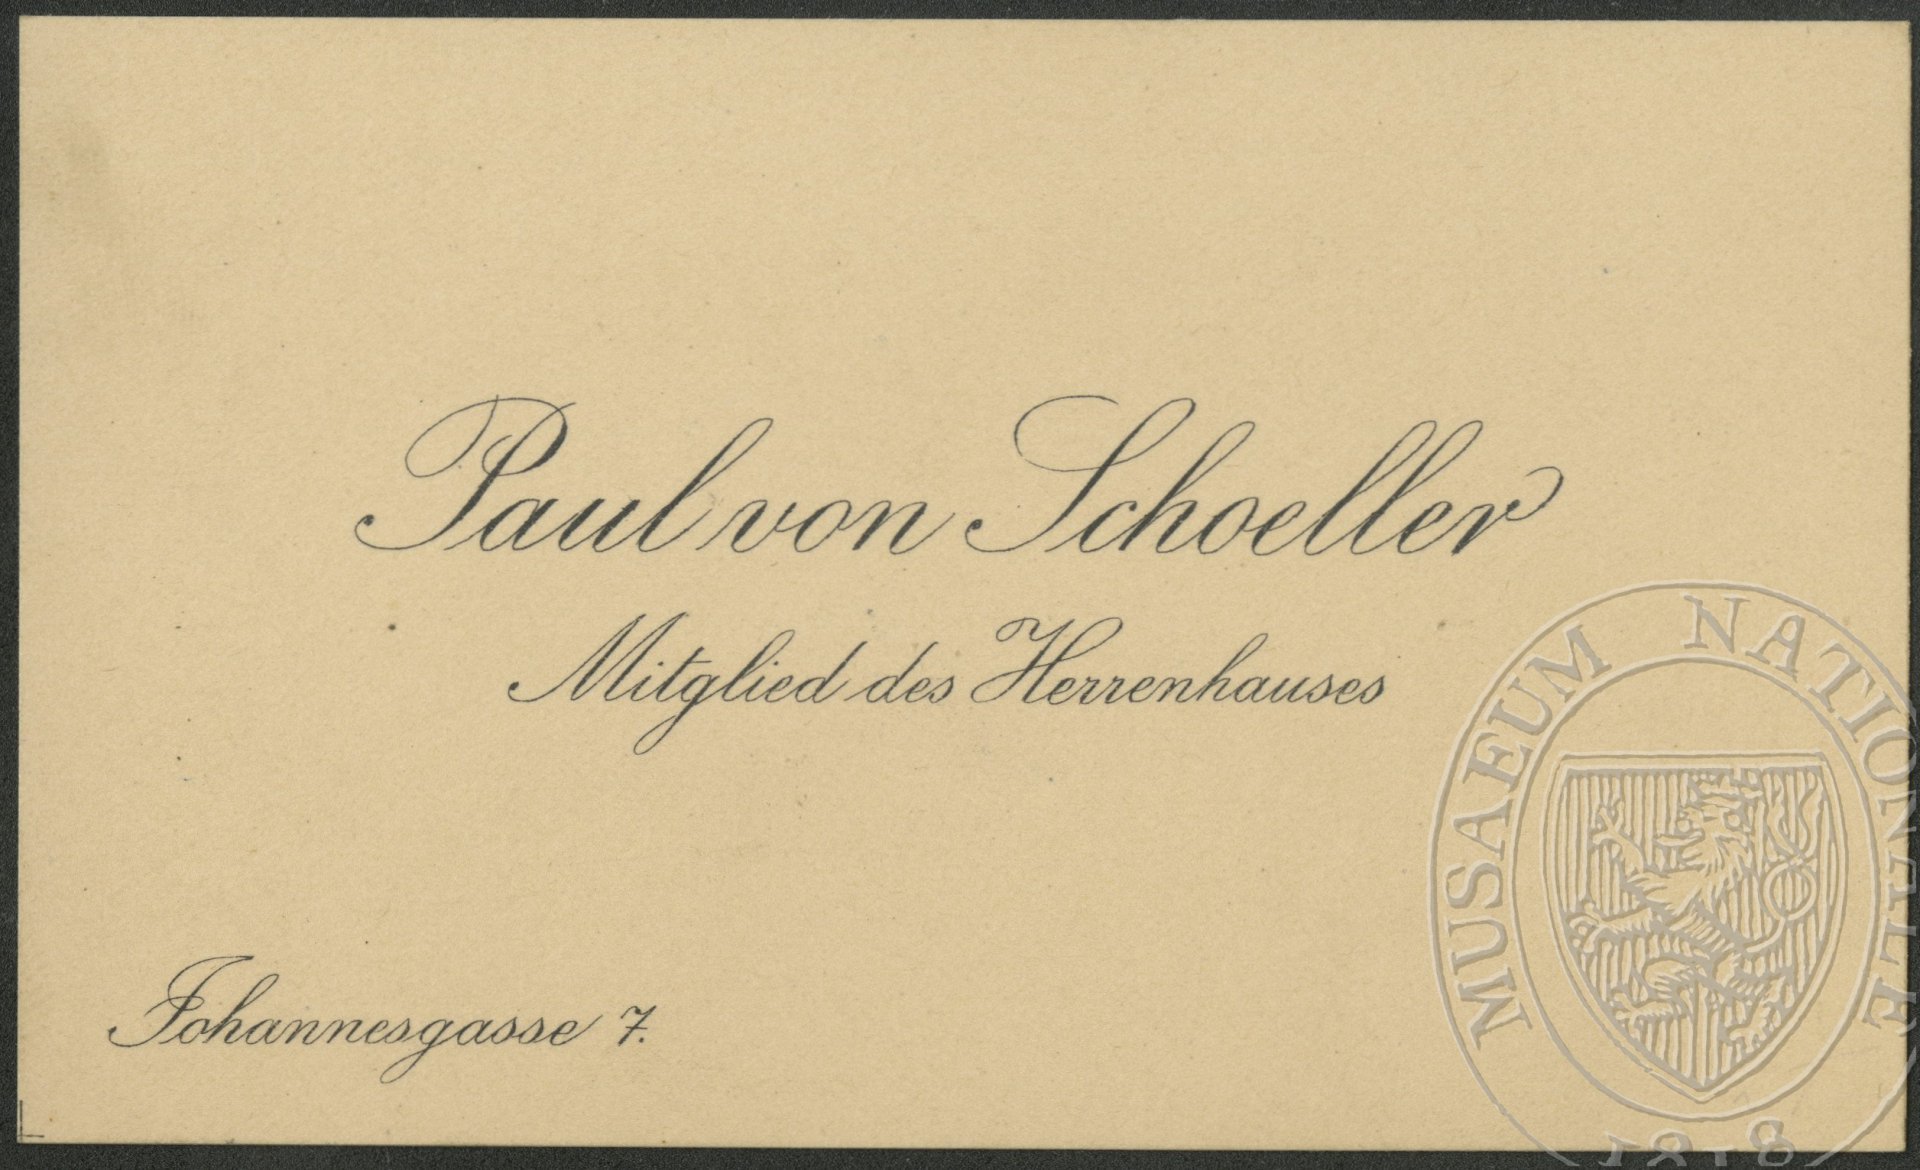 Paul von Schoeller
Mitglied des Herrenhauses
Johannesgasse 7.
MUSAEUM NATIONALE
1818